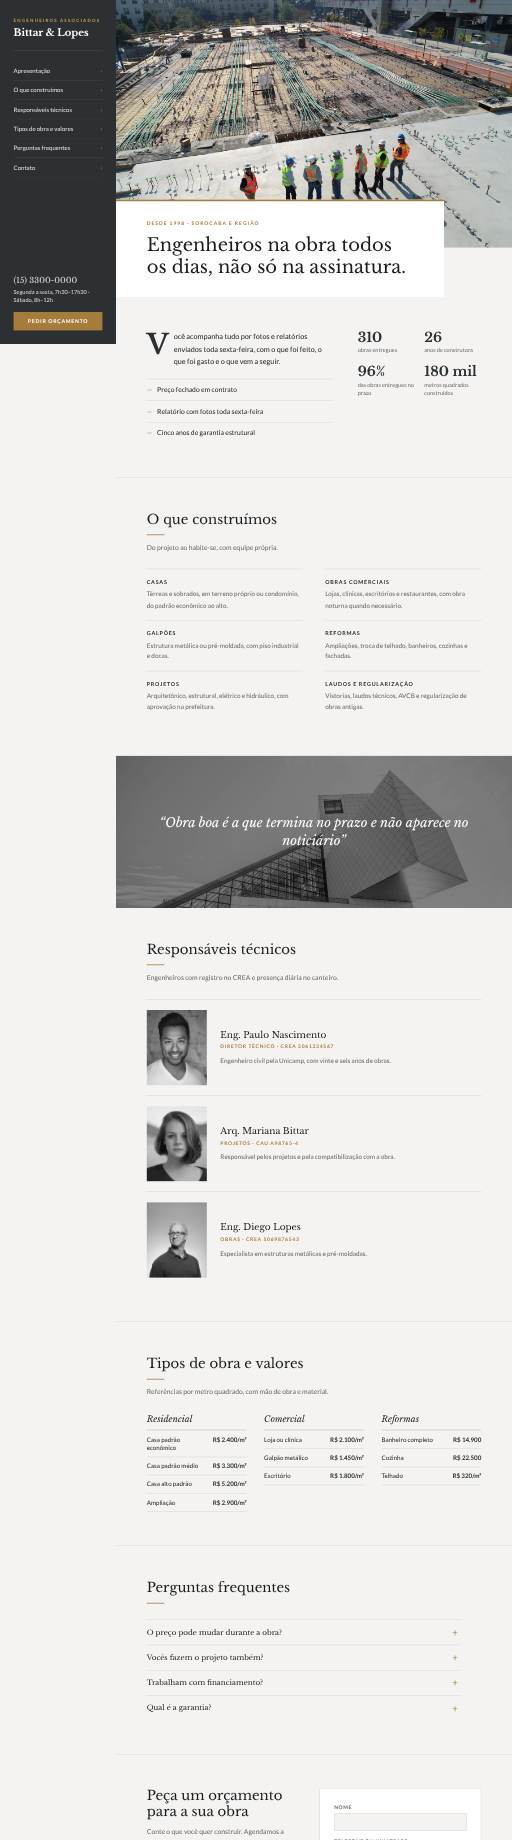 ENGENHEIROS ASSOCIADOS
Bittar & Lopes
Apresentação
O que construímos
Responsáveis técnicos
Tipos de obra e valores
Perguntas frequentes
Contato
(15) 3300-0000
Segunda a sexta, 7h30–17h30 ·
Sábado, 8h–12h
PEDIR ORÇAMENTO
DESDE 1998 · SOROCABA E REGIÃO
Engenheiros na obra todos
os dias, não só na assinatura.
Você acompanha tudo por fotos e relatórios
enviados toda sexta-feira, com o que foi feito, o
que foi gasto e o que vem a seguir.
— Preço fechado em contrato
— Relatório com fotos toda sexta-feira
— Cinco anos de garantia estrutural
310
obras entregues
26
anos de construtora
96%
das obras entregues no
prazo
180 mil
metros quadrados
construídos
O que construímos
Do projeto ao habite-se, com equipe própria.
CASAS
Térreas e sobrados, em terreno próprio ou condomínio,
do padrão econômico ao alto.
OBRAS COMERCIAIS
Lojas, clínicas, escritórios e restaurantes, com obra
noturna quando necessário.
GALPÕES
Estrutura metálica ou pré-moldada, com piso industrial
e docas.
REFORMAS
Ampliações, troca de telhado, banheiros, cozinhas e
fachadas.
PROJETOS
Arquitetônico, estrutural, elétrico e hidráulico, com
aprovação na prefeitura.
LAUDOS E REGULARIZAÇÃO
Vistorias, laudos técnicos, AVCB e regularização de
obras antigas.
“Obra boa é a que termina no prazo e não aparece no
noticiário”
Responsáveis técnicos
Engenheiros com registro no CREA e presença diária no canteiro.
Eng. Paulo Nascimento
DIRETOR TÉCNICO · CREA 5061234567
Engenheiro civil pela Unicamp, com vinte e seis anos de obras.
Arq. Mariana Bittar
PROJETOS · CAU A98765-4
Responsável pelos projetos e pela compatibilização com a obra.
Eng. Diego Lopes
OBRAS · CREA 5069876543
Especialista em estruturas metálicas e pré-moldadas.
Tipos de obra e valores
Referências por metro quadrado, com mão de obra e material.
Residencial
Casa padrão
econômico
R$ 2.400/m²
Casa padrão médio R$ 3.300/m²
Casa alto padrão R$ 5.200/m²
Ampliação R$ 2.900/m²
Comercial
Loja ou clínica R$ 2.100/m²
Galpão metálico R$ 1.450/m²
Escritório R$ 1.800/m²
Reformas
Banheiro completo R$ 14.900
Cozinha R$ 22.500
Telhado R$ 320/m²
Perguntas frequentes
O preço pode mudar durante a obra? +
Vocês fazem o projeto também? +
Trabalham com financiamento? +
Qual é a garantia? +
Peça um orçamento
para a sua obra
Conte o que você quer construir. Agendamos a
NOME